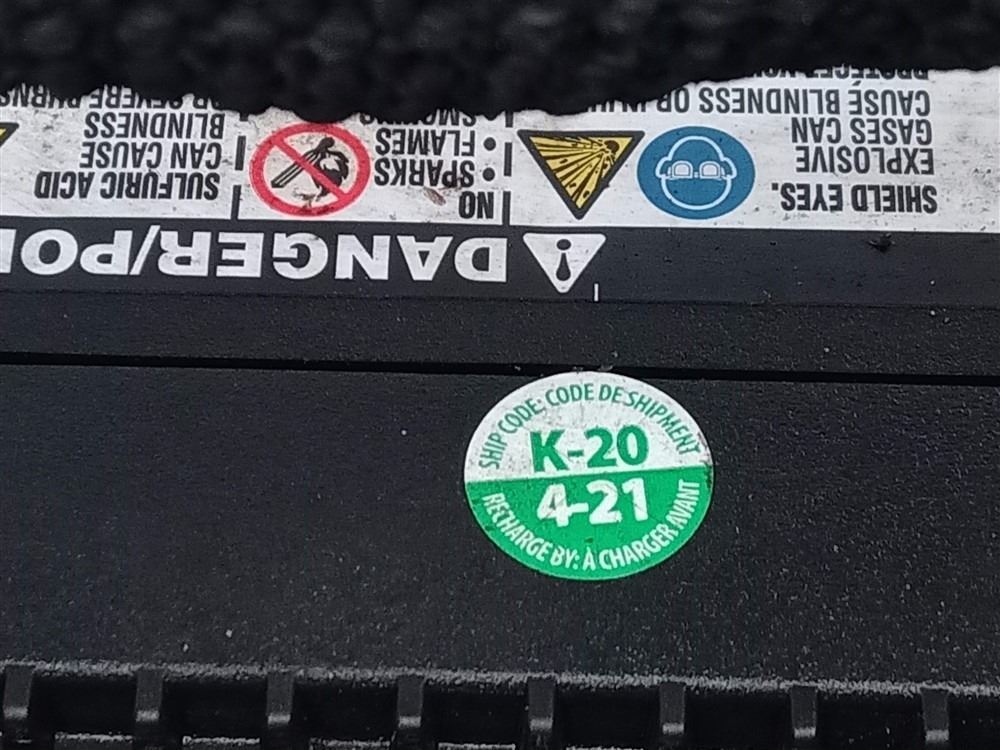 SHIP CODE: CODE DE SHIPMENT
K-20
4-21
RECHARGE BY: À CHARGER AVANT
DANGER/PO
SHIELD EYES.
EXPLOSIVE
GASES CAN
CAUSE BLINDNESS OR INJU
NO
• SPARKS
• FLAMES
SMOKING
SULFURIC ACID
CAN CAUSE
BLINDNESS
OR SEVERE BURNS